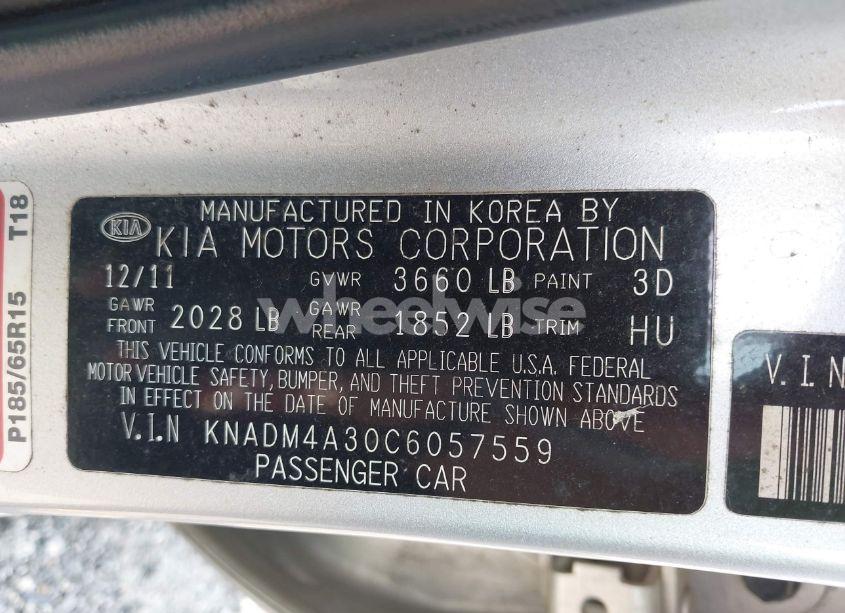 MANUFACTURED IN KOREA BY
KIA KIA MOTORS CORPORATION
12/11 GVWR 3660 LB PAINT 3D
GAWR FRONT 2028 LB GAWR REAR 1852 LB TRIM HU
THIS VEHICLE CONFORMS TO ALL APPLICABLE U.S.A. FEDERAL
MOTOR VEHICLE SAFETY, BUMPER, AND THEFT PREVENTION STANDARDS
IN EFFECT ON THE DATE OF MANUFACTURE SHOWN ABOVE
V.I.N KNADM4A30C6057559
PASSENGER CAR
P185/65R15 T18
V.I.N
wheelwise